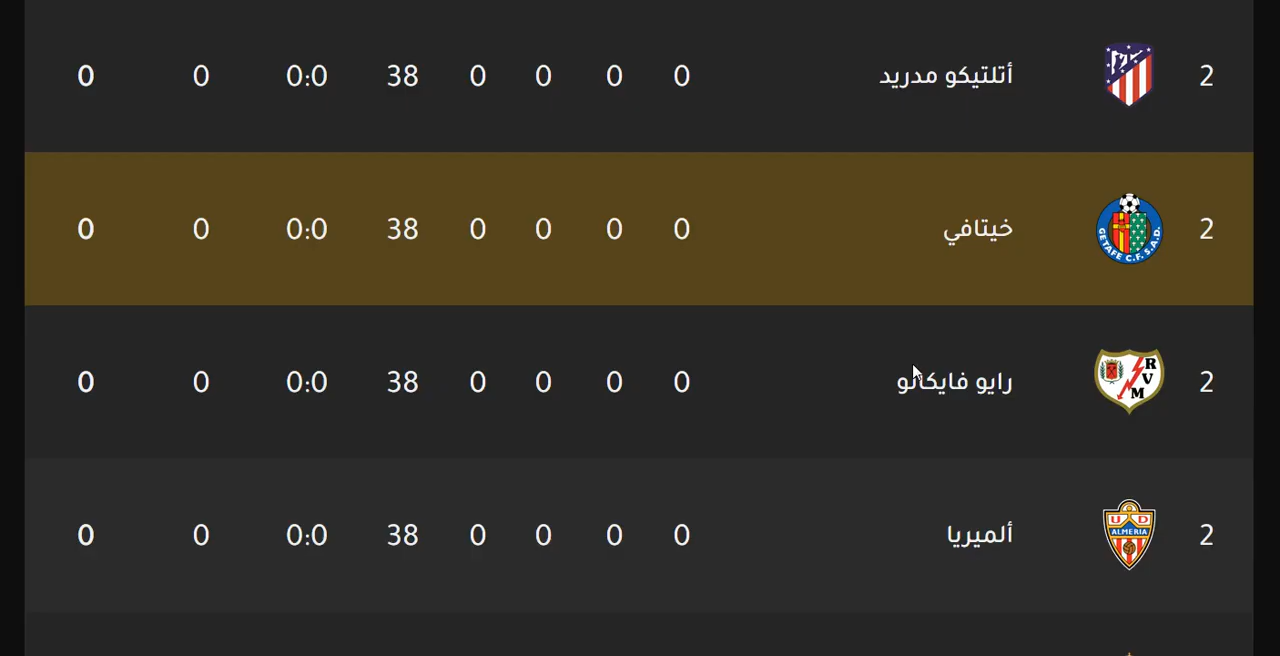 2 أتلتيكو مدريد 0 0 0 0 38 0:0 0 0
2 GETAFE C.F. S.A.D. خيتافي 0 0 0 0 38 0:0 0 0
2 R V M رايو فايكانو 0 0 0 0 38 0:0 0 0
2 U D ALMERIA ألميريا 0 0 0 0 38 0:0 0 0